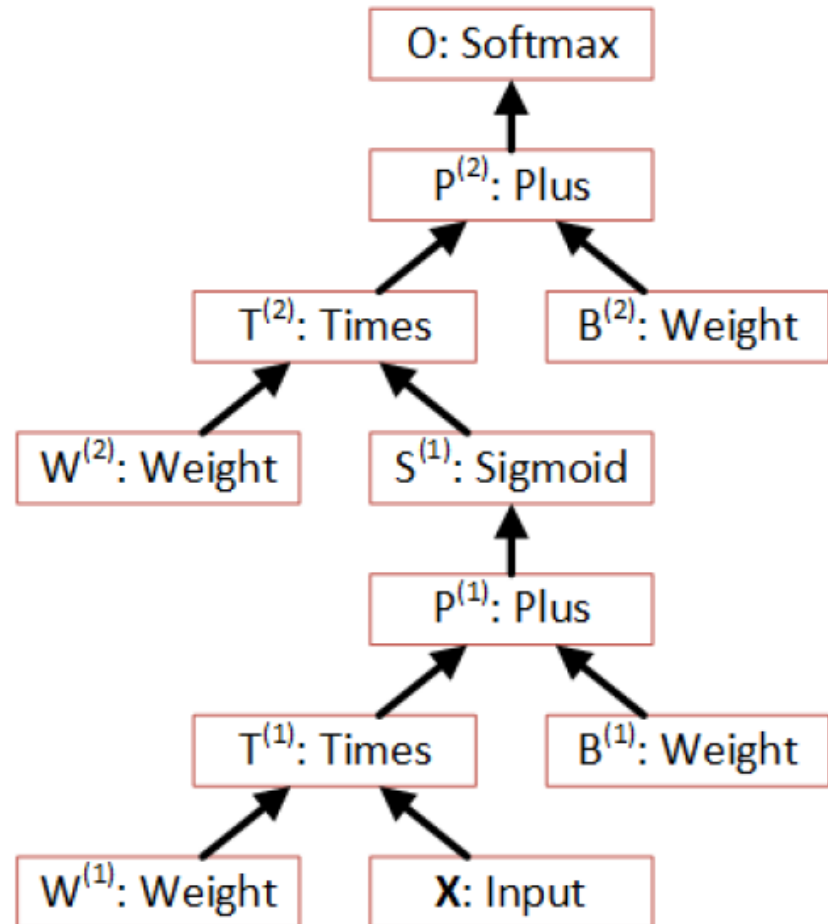 O: Softmax
P(2): Plus
T(2): Times
B(2): Weight
W(2): Weight
S(1): Sigmoid
P(1): Plus
T(1): Times
B(1): Weight
W(1): Weight
X: Input